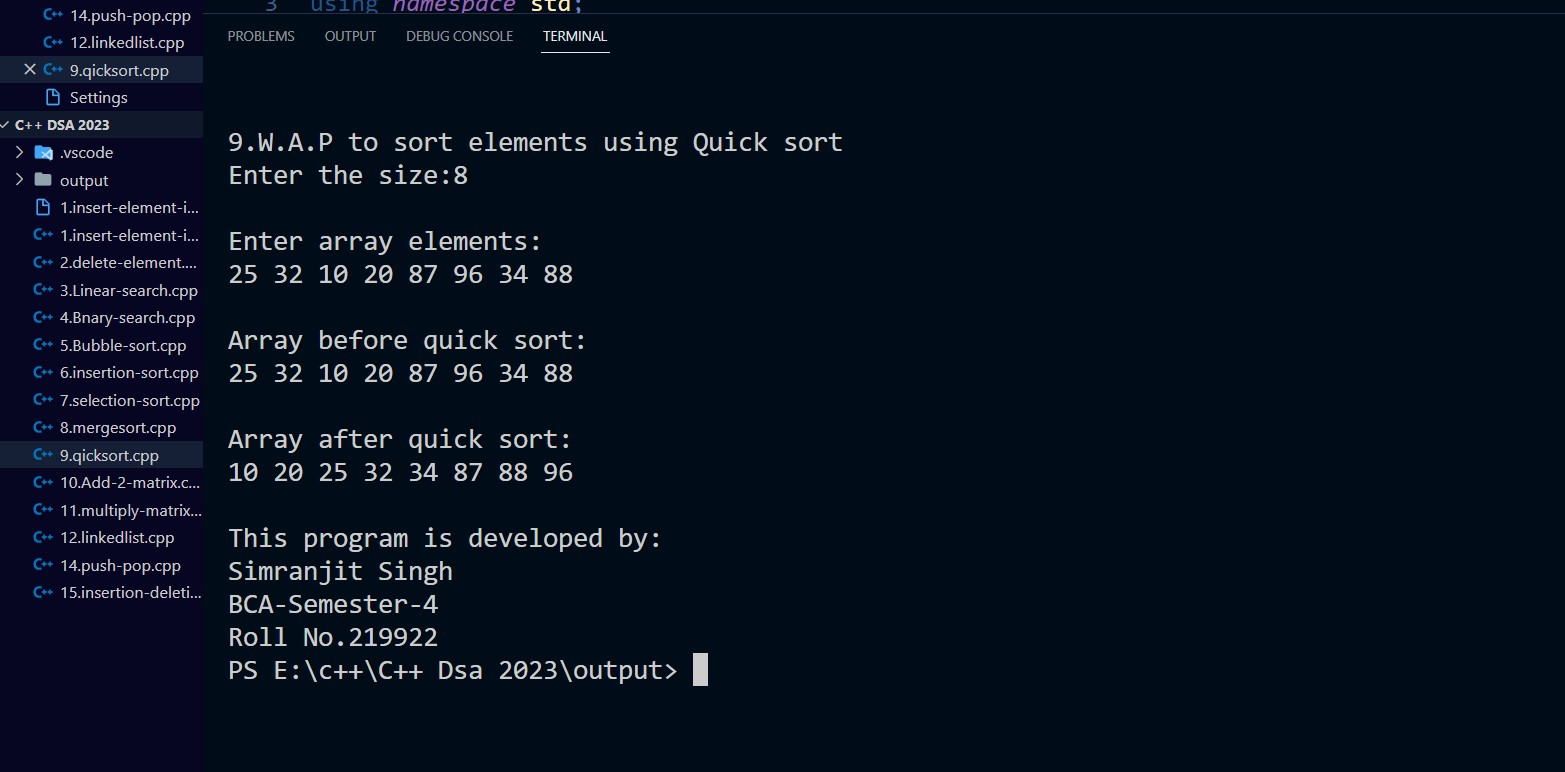 14.push-pop.cpp
12.linkedlist.cpp
9.qicksort.cpp
Settings
C++ DSA 2023
.vscode
output
1.insert-element-i...
1.insert-element-i...
2.delete-element....
3.Linear-search.cpp
4.Bnary-search.cpp
5.Bubble-sort.cpp
6.insertion-sort.cpp
7.selection-sort.cpp
8.mergesort.cpp
9.qicksort.cpp
10.Add-2-matrix.c...
11.multiply-matrix...
12.linkedlist.cpp
14.push-pop.cpp
15.insertion-deleti...
3 using namespace std;
PROBLEMS OUTPUT DEBUG CONSOLE TERMINAL
9.W.A.P to sort elements using Quick sort
Enter the size:8
Enter array elements:
25 32 10 20 87 96 34 88
Array before quick sort:
25 32 10 20 87 96 34 88
Array after quick sort:
10 20 25 32 34 87 88 96
This program is developed by:
Simranjit Singh
BCA-Semester-4
Roll No.219922
PS E:\c++\C++ Dsa 2023\output>